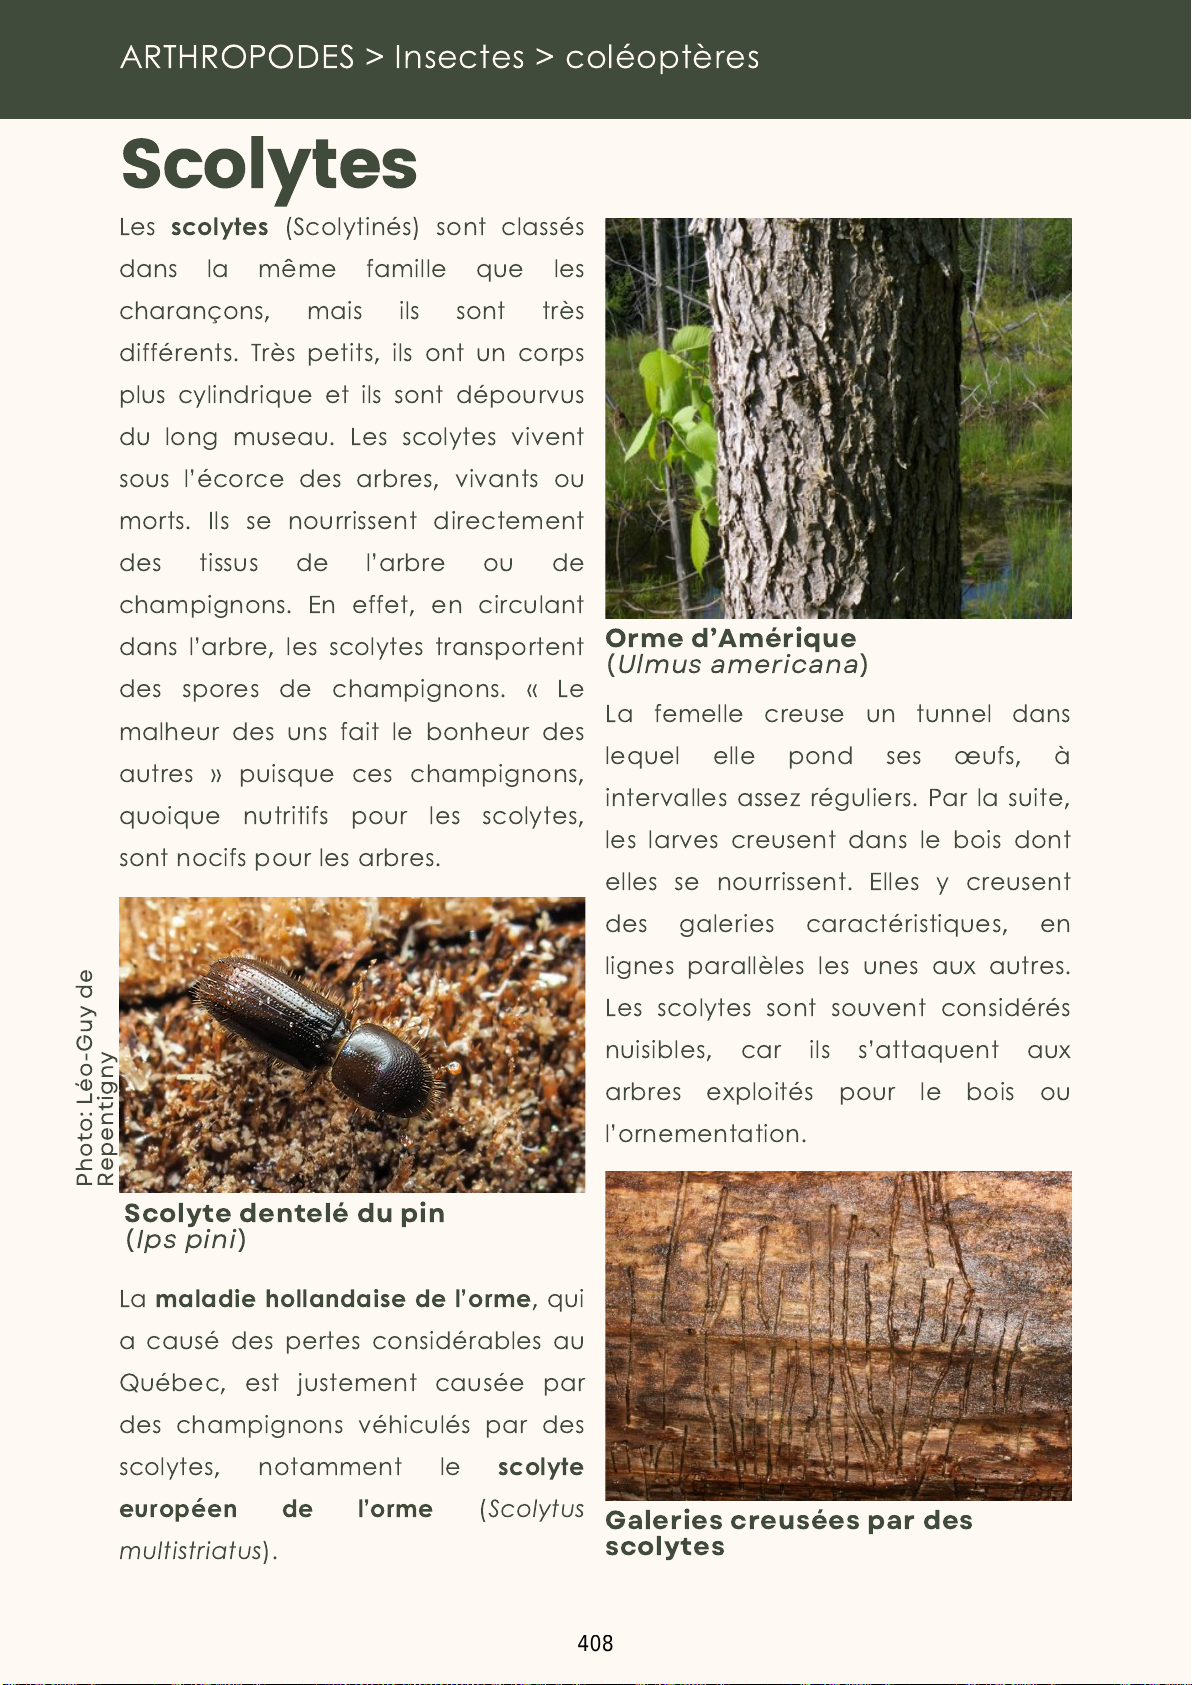 ARTHROPODES > Insectes > coléoptères
Scolytes
Les scolytes (Scolytinés) sont classés
dans la même famille que les
charançons, mais ils sont très
différents. Très petits, ils ont un corps
plus cylindrique et ils sont dépourvus
du long museau. Les scolytes vivent
sous l’écorce des arbres, vivants ou
morts. Ils se nourrissent directement
des tissus de l’arbre ou de
champignons. En effet, en circulant
dans l’arbre, les scolytes transportent
des spores de champignons. « Le
malheur des uns fait le bonheur des
autres » puisque ces champignons,
quoique nutritifs pour les scolytes,
sont nocifs pour les arbres.
Photo: Léo-Guy de
Repentigny
Scolyte dentelé du pin
(Ips pini)
La maladie hollandaise de l’orme, qui
a causé des pertes considérables au
Québec, est justement causée par
des champignons véhiculés par des
scolytes, notamment le scolyte
européen de l’orme (Scolytus
multistriatus).
Orme d’Amérique
(Ulmus americana)
La femelle creuse un tunnel dans
lequel elle pond ses œufs, à
intervalles assez réguliers. Par la suite,
les larves creusent dans le bois dont
elles se nourrissent. Elles y creusent
des galeries caractéristiques, en
lignes parallèles les unes aux autres.
Les scolytes sont souvent considérés
nuisibles, car ils s’attaquent aux
arbres exploités pour le bois ou
l’ornementation.
Galeries creusées par des
scolytes
408